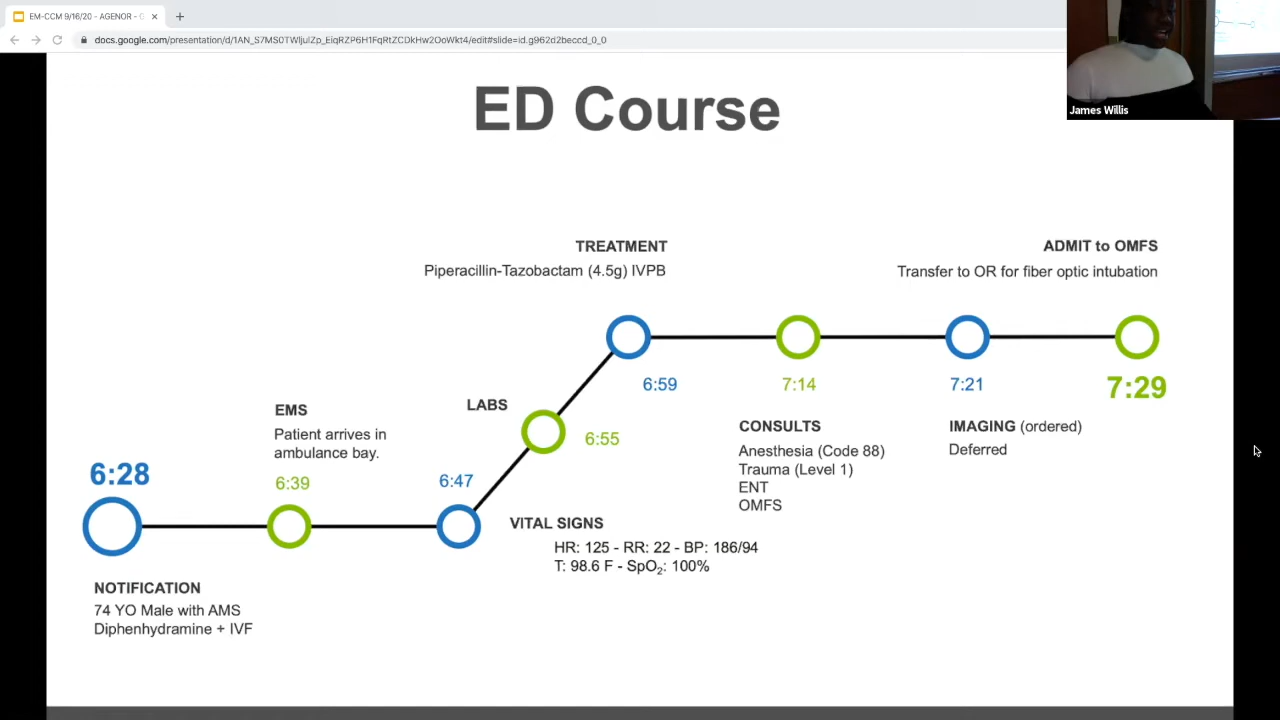 EM-CCM 9/16/20 - AGENOR - G
docs.google.com/presentation/d/1AN_S7MS0TWljulZp_EiqRZP6H1FqRtZCDkHw2OoWkt4/edit#slide=id.g962d2beccd_0_0
James Willis
ED Course
TREATMENT
Piperacillin-Tazobactam (4.5g) IVPB
ADMIT to OMFS
Transfer to OR for fiber optic intubation
6:59
7:14
7:21
7:29
EMS
Patient arrives in
ambulance bay.
6:39
LABS
6:55
CONSULTS
Anesthesia (Code 88)
Trauma (Level 1)
ENT
OMFS
IMAGING (ordered)
Deferred
6:28
6:47
VITAL SIGNS
HR: 125 - RR: 22 - BP: 186/94
T: 98.6 F - SpO2: 100%
NOTIFICATION
74 YO Male with AMS
Diphenhydramine + IVF